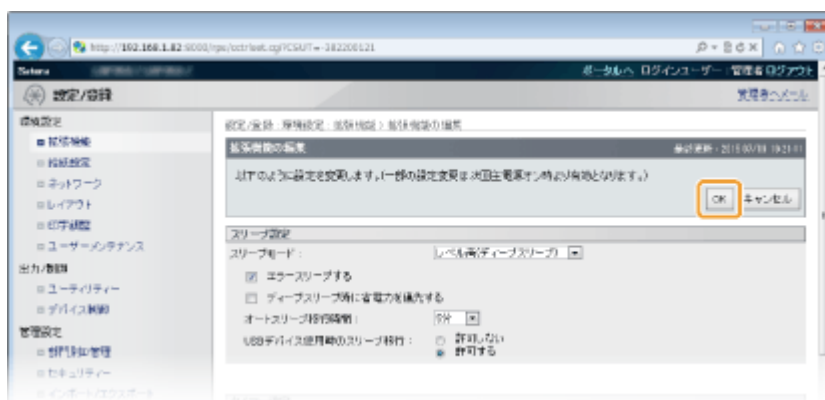 http://192.168.1.82:8000/rps/
Satera
ポータルへ ログインユーザー: 管理者 ログアウト
設定/登録
管理者へメール
環境設定
拡張機能
給紙設定
ネットワーク
レイアウト
印字調整
ユーザーメンテナンス
出力/制御
ユーティリティー
デバイス制御
管理設定
部門別ID管理
セキュリティー
インポート/エクスポート
設定/登録 : 環境設定 : 拡張機能 > 拡張機能の編集
拡張機能の編集
最終更新 :
以下のように設定を変更します。(一部の設定変更は次回主電源オン時より有効となります。)
OK
キャンセル
スリープ設定
スリープモード :
レベル高(ディープスリープ)
エラースリープする
ディープスリープ時に省電力を優先する
オートスリープ移行時間 :
5分
USBデバイス使用時のスリープ移行 :
許可しない
許可する